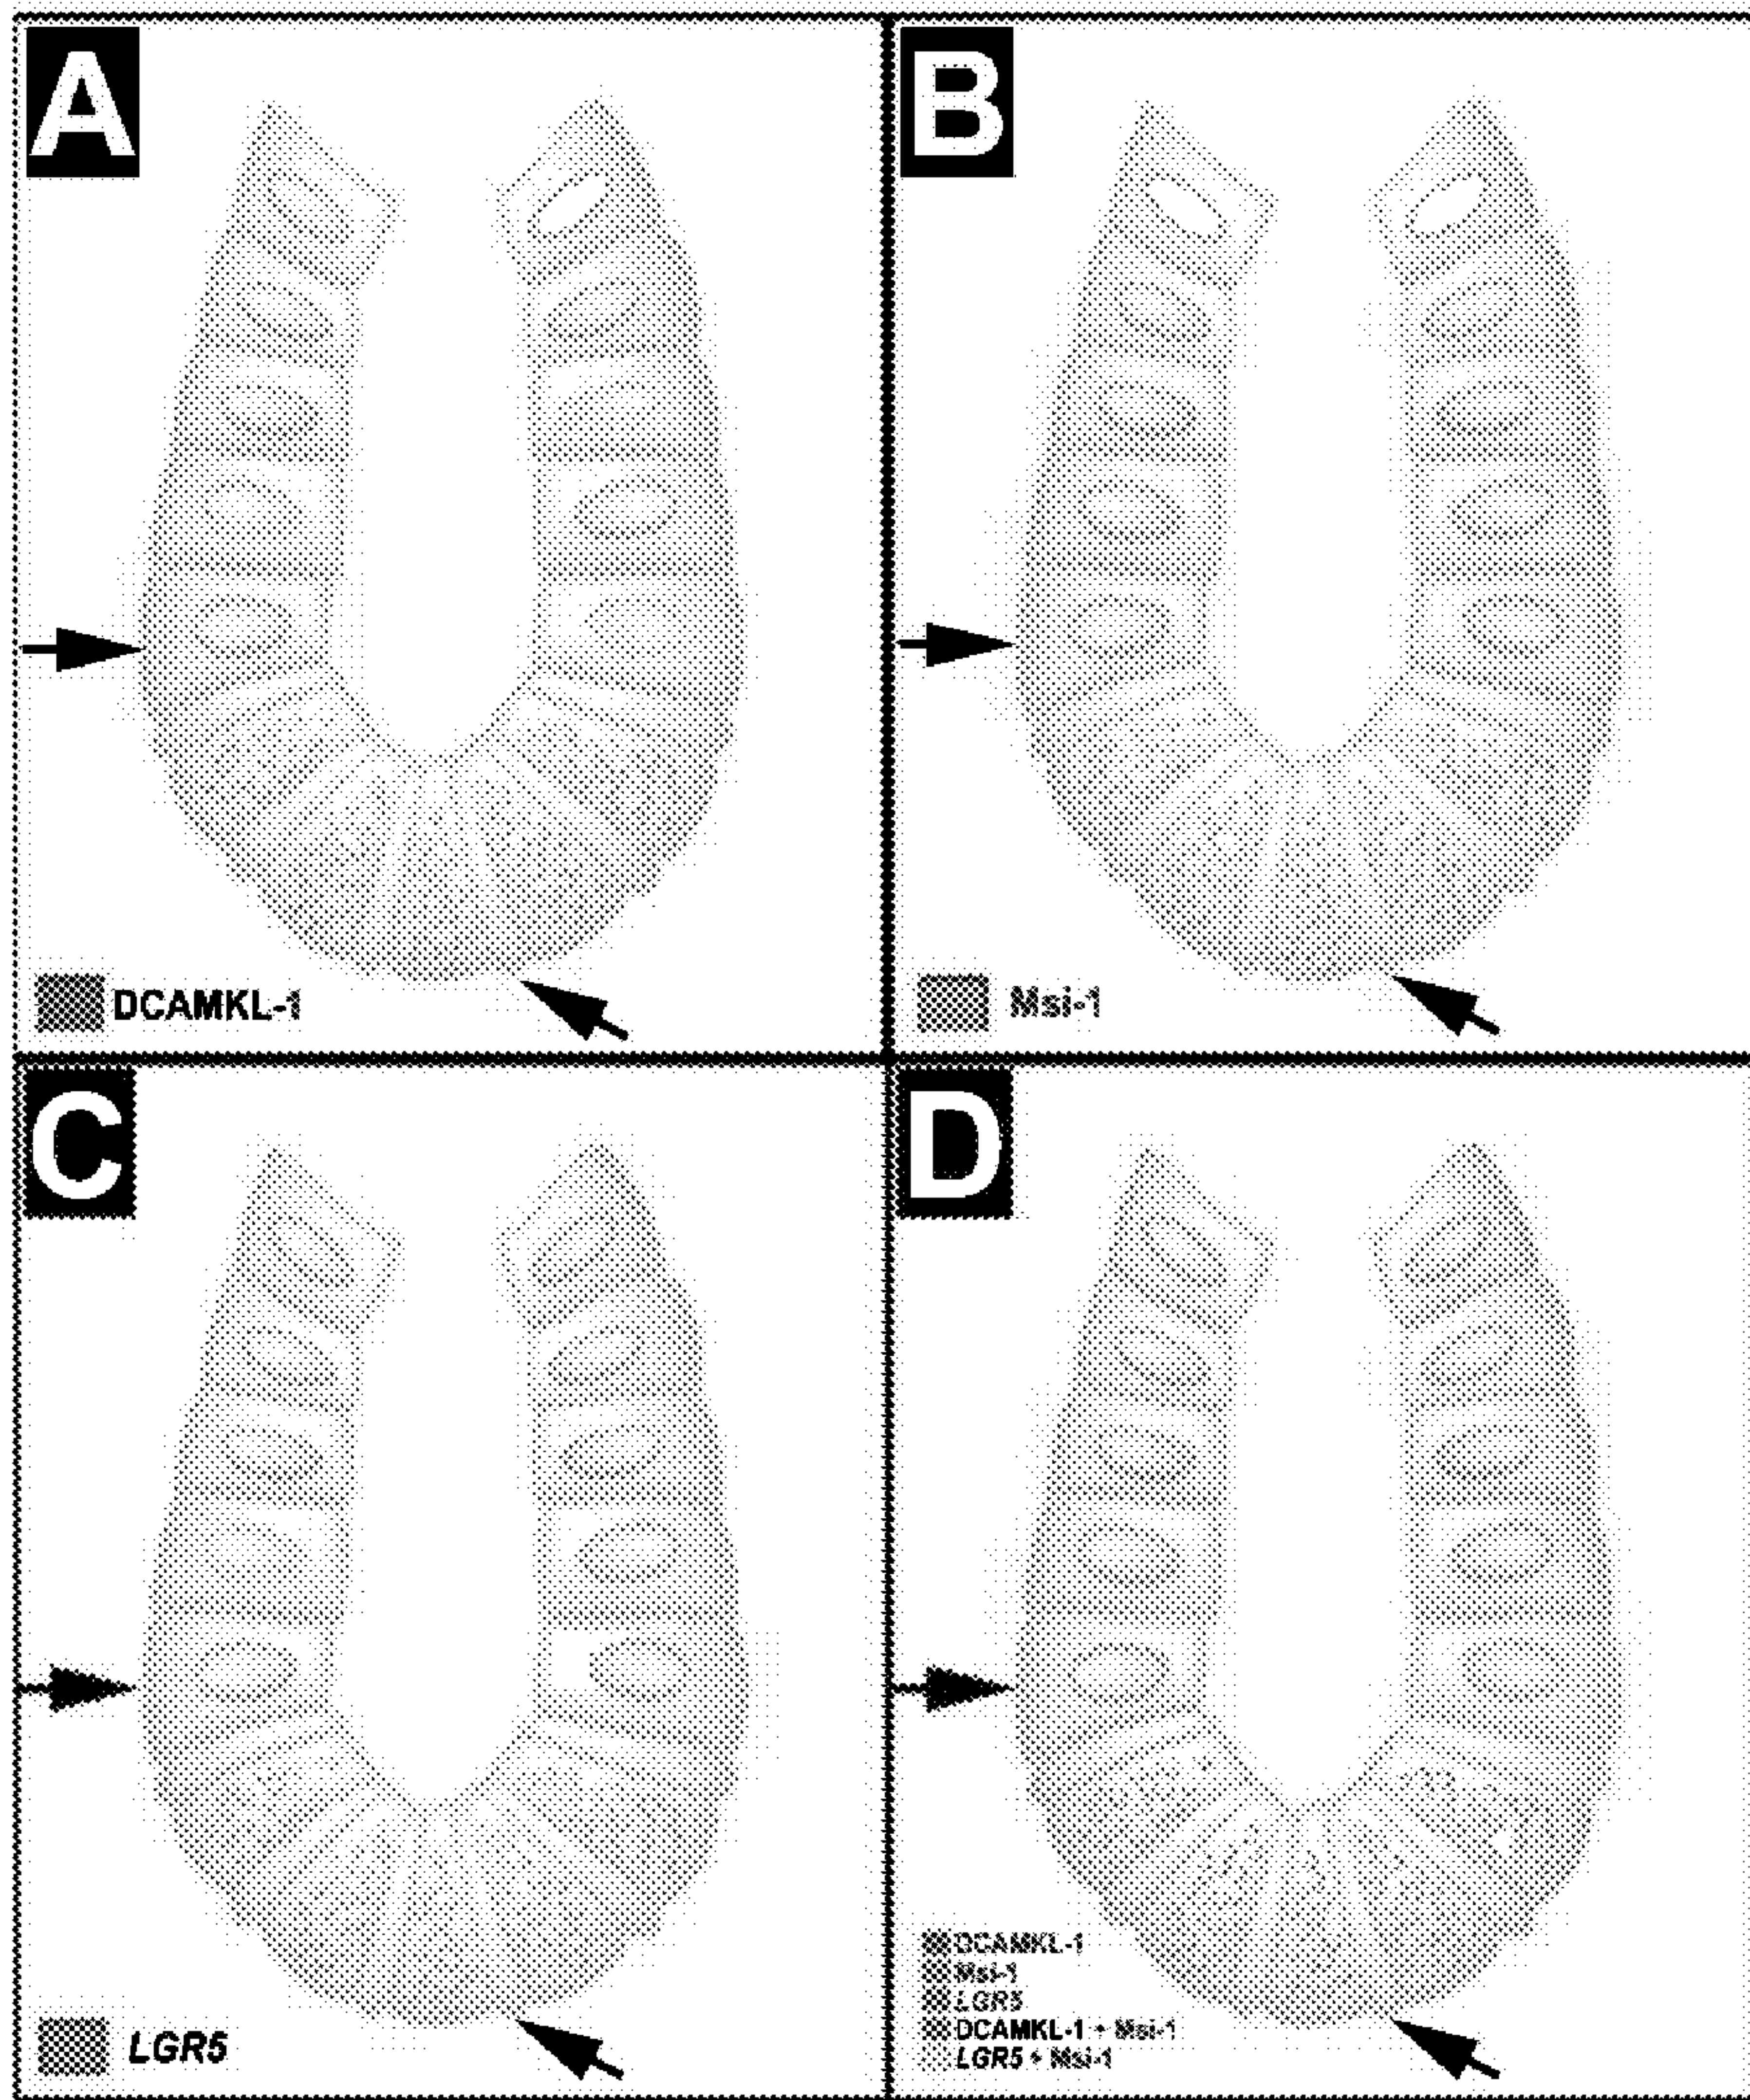 A
B
DCAMKL-1
Msi-1
C
D
LGR5
DCAMKL-1
Msi-1
LGR5
DCAMKL-1 + Msi-1
LGR5 + Msi-1